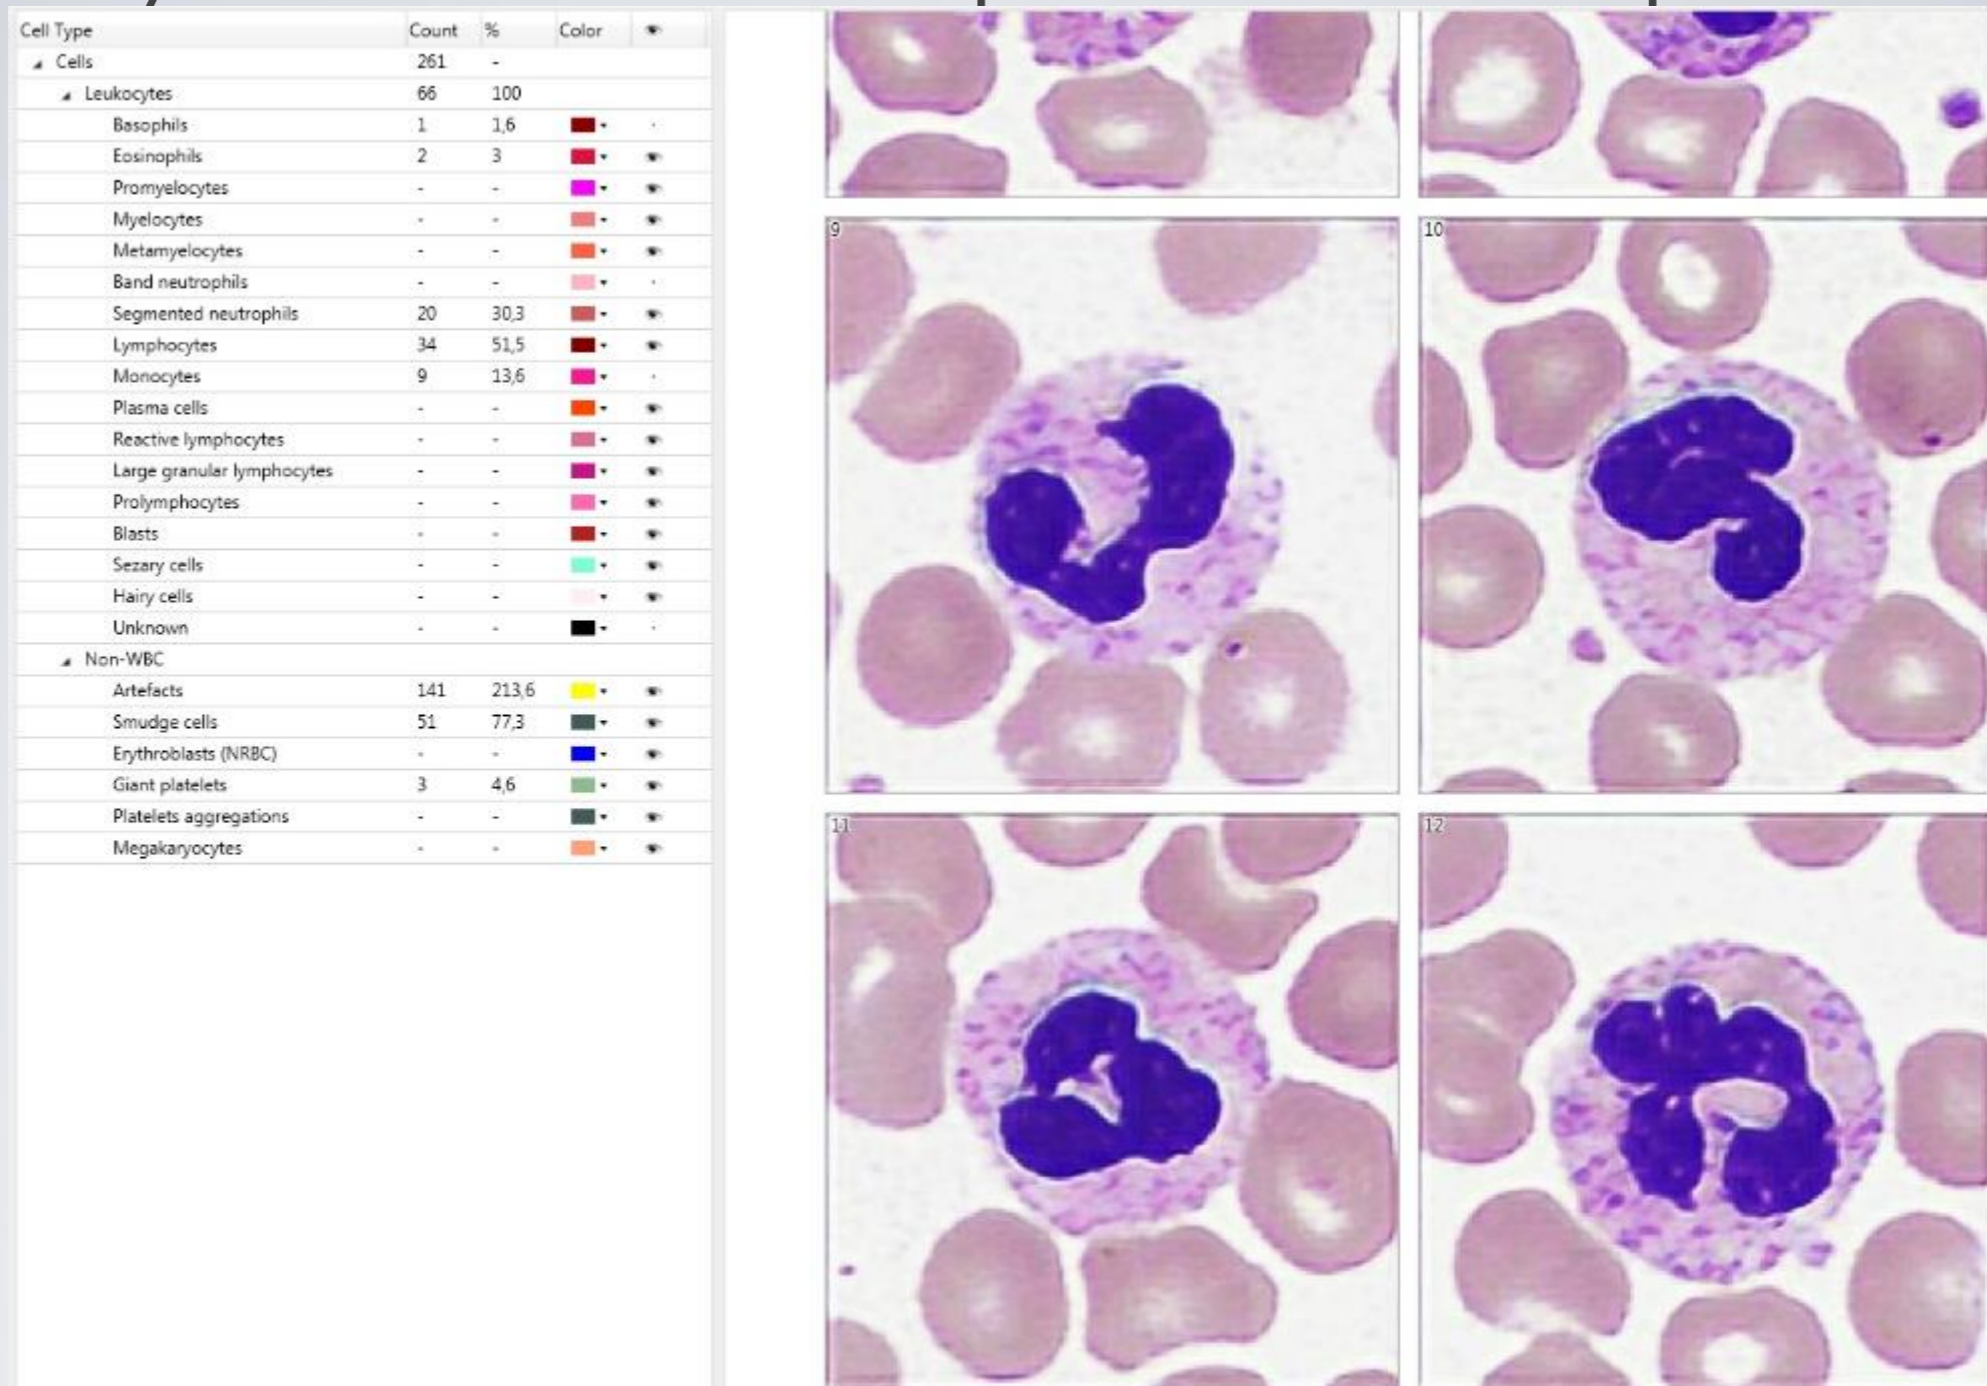 Cell Type Count % Color
Cells 261 -
Leukocytes 66 100
Basophils 1 1,6
Eosinophils 2 3
Promyelocytes - -
Myelocytes - -
Metamyelocytes - -
Band neutrophils - -
Segmented neutrophils 20 30,3
Lymphocytes 34 51,5
Monocytes 9 13,6
Plasma cells - -
Reactive lymphocytes - -
Large granular lymphocytes - -
Prolymphocytes - -
Blasts - -
Sezary cells - -
Hairy cells - -
Unknown - -
Non-WBC
Artefacts 141 213,6
Smudge cells 51 77,3
Erythroblasts (NRBC) - -
Giant platelets 3 4,6
Platelets aggregations - -
Megakaryocytes - -
9
10
11
12